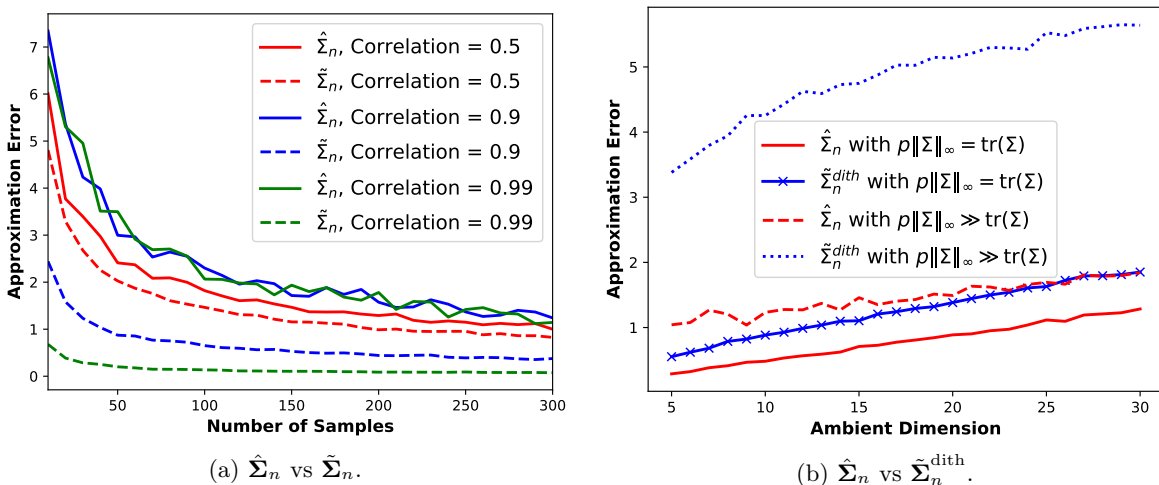 7
6
5
4
3
2
1
0
Approximation Error
50
100
150
200
250
300
Number of Samples
Σ̂ₙ, Correlation = 0.5
Σ̃ₙ, Correlation = 0.5
Σ̂ₙ, Correlation = 0.9
Σ̃ₙ, Correlation = 0.9
Σ̂ₙ, Correlation = 0.99
Σ̃ₙ, Correlation = 0.99
(a) Σ̂ₙ vs Σ̃ₙ.
5
4
3
2
1
Approximation Error
5
10
15
20
25
30
Ambient Dimension
Σ̂ₙ with p‖Σ‖∞ = tr(Σ)
Σ̃ₙᵈⁱᵗʰ with p‖Σ‖∞ = tr(Σ)
Σ̂ₙ with p‖Σ‖∞ ≫ tr(Σ)
Σ̃ₙᵈⁱᵗʰ with p‖Σ‖∞ ≫ tr(Σ)
(b) Σ̂ₙ vs Σ̃ₙᵈⁱᵗʰ.